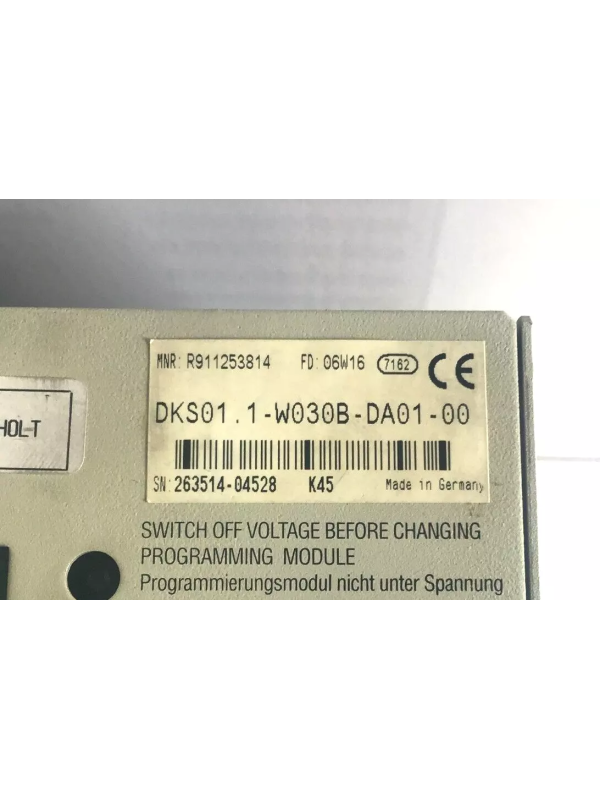 MNR: R911253814 FD: 06W16 7162 CE
DKS01.1-W030B-DA01-00
SN: 263514-04528 K45 Made in Germany
HOLT
SWITCH OFF VOLTAGE BEFORE CHANGING
PROGRAMMING MODULE
Programmierungsmodul nicht unter Spannung